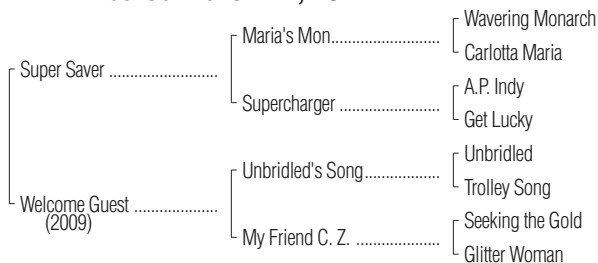 Wavering Monarch
Maria's Mon
Carlotta Maria
Super Saver
A.P. Indy
Supercharger
Get Lucky
Unbridled
Unbridled's Song
Trolley Song
Welcome Guest
(2009)
Seeking the Gold
My Friend C. Z.
Glitter Woman